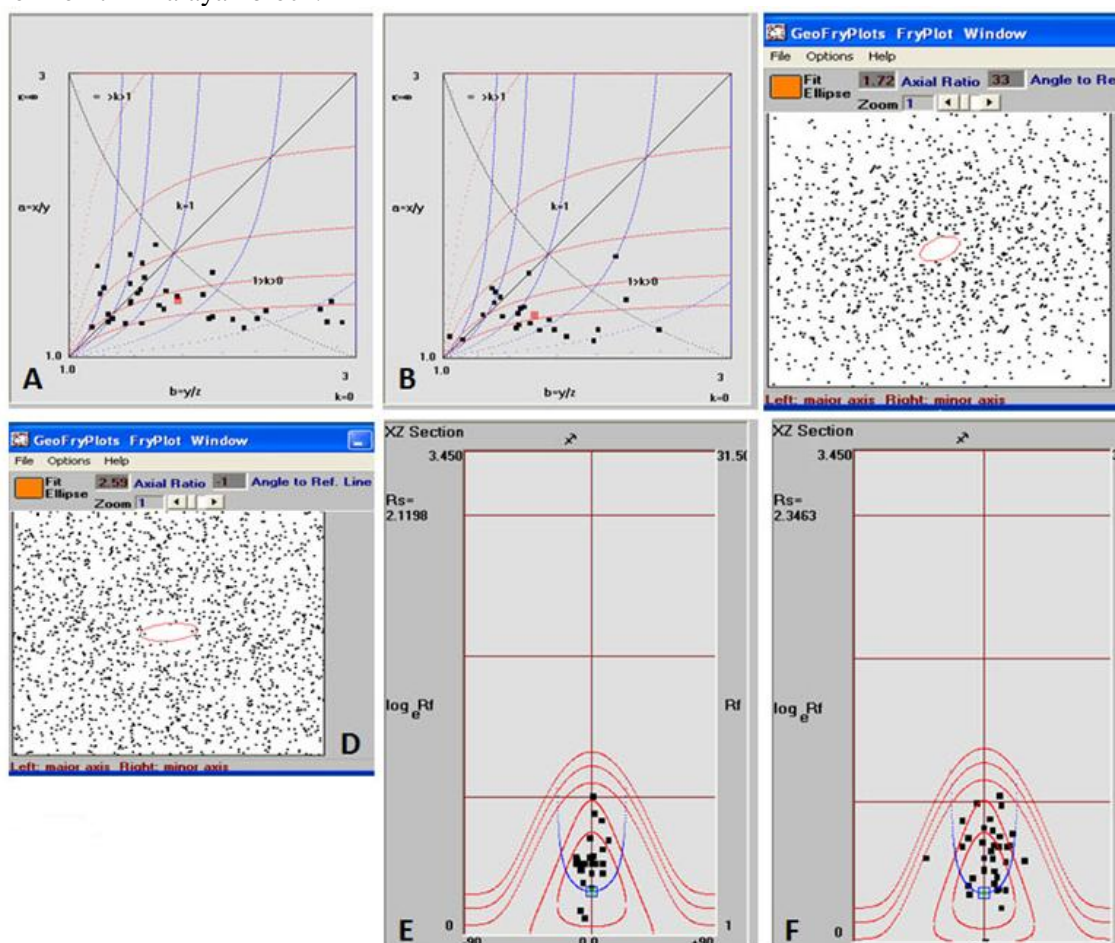 3
∞ >k>1
k=1
a=x/y
1>k>0
1.0
1.0
3
A
b=y/z
k=0
3
∞ >k>1
k=1
a=x/y
1>k>0
1.0
1.0
3
B
b=y/z
k=0
GeoFryPlots FryPlot Window
File Options Help
Fit
Ellipse
1.72 Axial Ratio 33 Angle to Re
Zoom 1
Left: major axis Right: minor axis
GeoFryPlots FryPlot Window
File Options Help
Fit
Ellipse
2.59 Axial Ratio -1 Angle to Ref. Line
Zoom 1
D
Left: major axis Right: minor axis
XZ Section
3.450
31.50
Rs=
2.1198
logeRf
Rf
0
1
E
-90
0.0
+90
XZ Section
3.450
Rs=
2.3463
logeRf
0
F